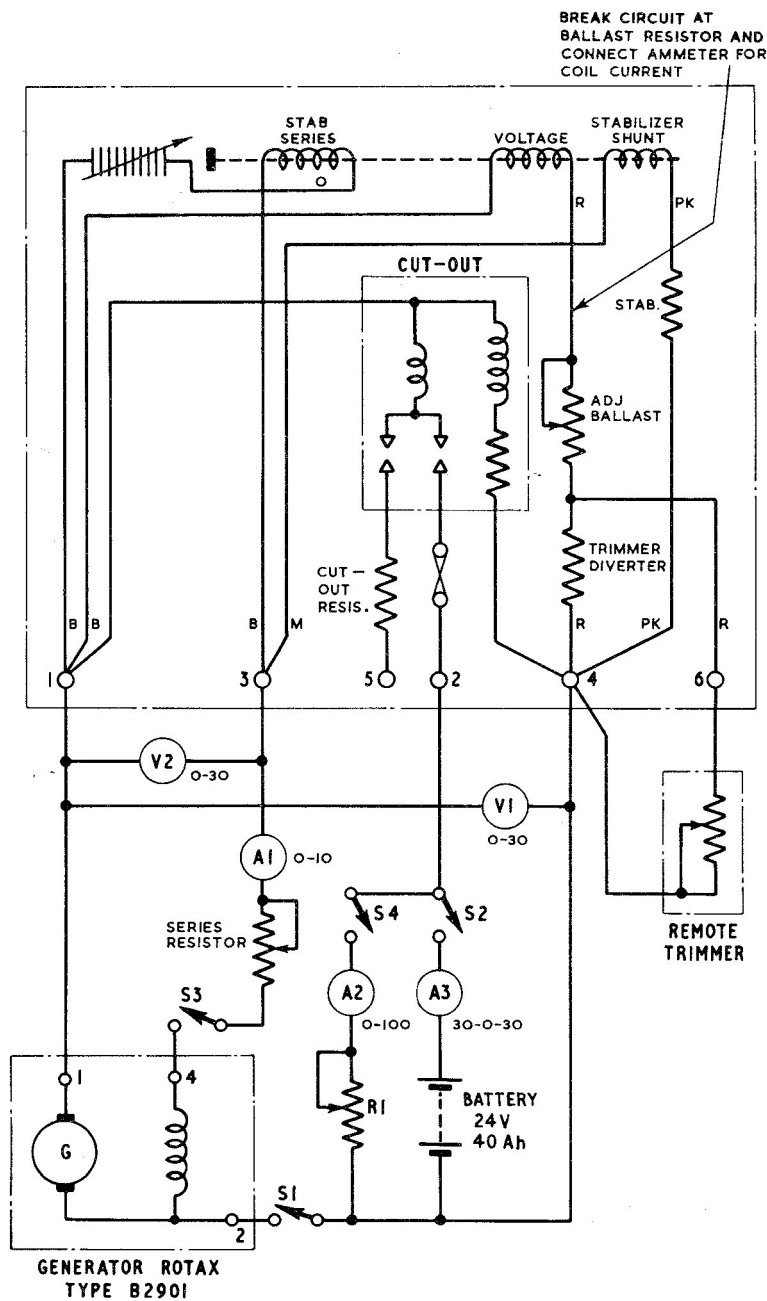 BREAK CIRCUIT AT
BALLAST RESISTOR AND
CONNECT AMMETER FOR
COIL CURRENT
STAB
SERIES
VOLTAGE
STABILIZER
SHUNT
R
PK
CUT-OUT
STAB.
ADJ
BALLAST
TRIMMER
DIVERTER
CUT-
OUT
RESIS.
B
B
B
M
R
PK
R
1
3
5
2
4
6
V2
0-30
V1
0-30
A1
0-10
SERIES
RESISTOR
S4
S2
REMOTE
TRIMMER
S3
A2
0-100
A3
30-0-30
1
4
R1
BATTERY
24V
40 Ah
G
S1
2
GENERATOR ROTAX
TYPE B2901